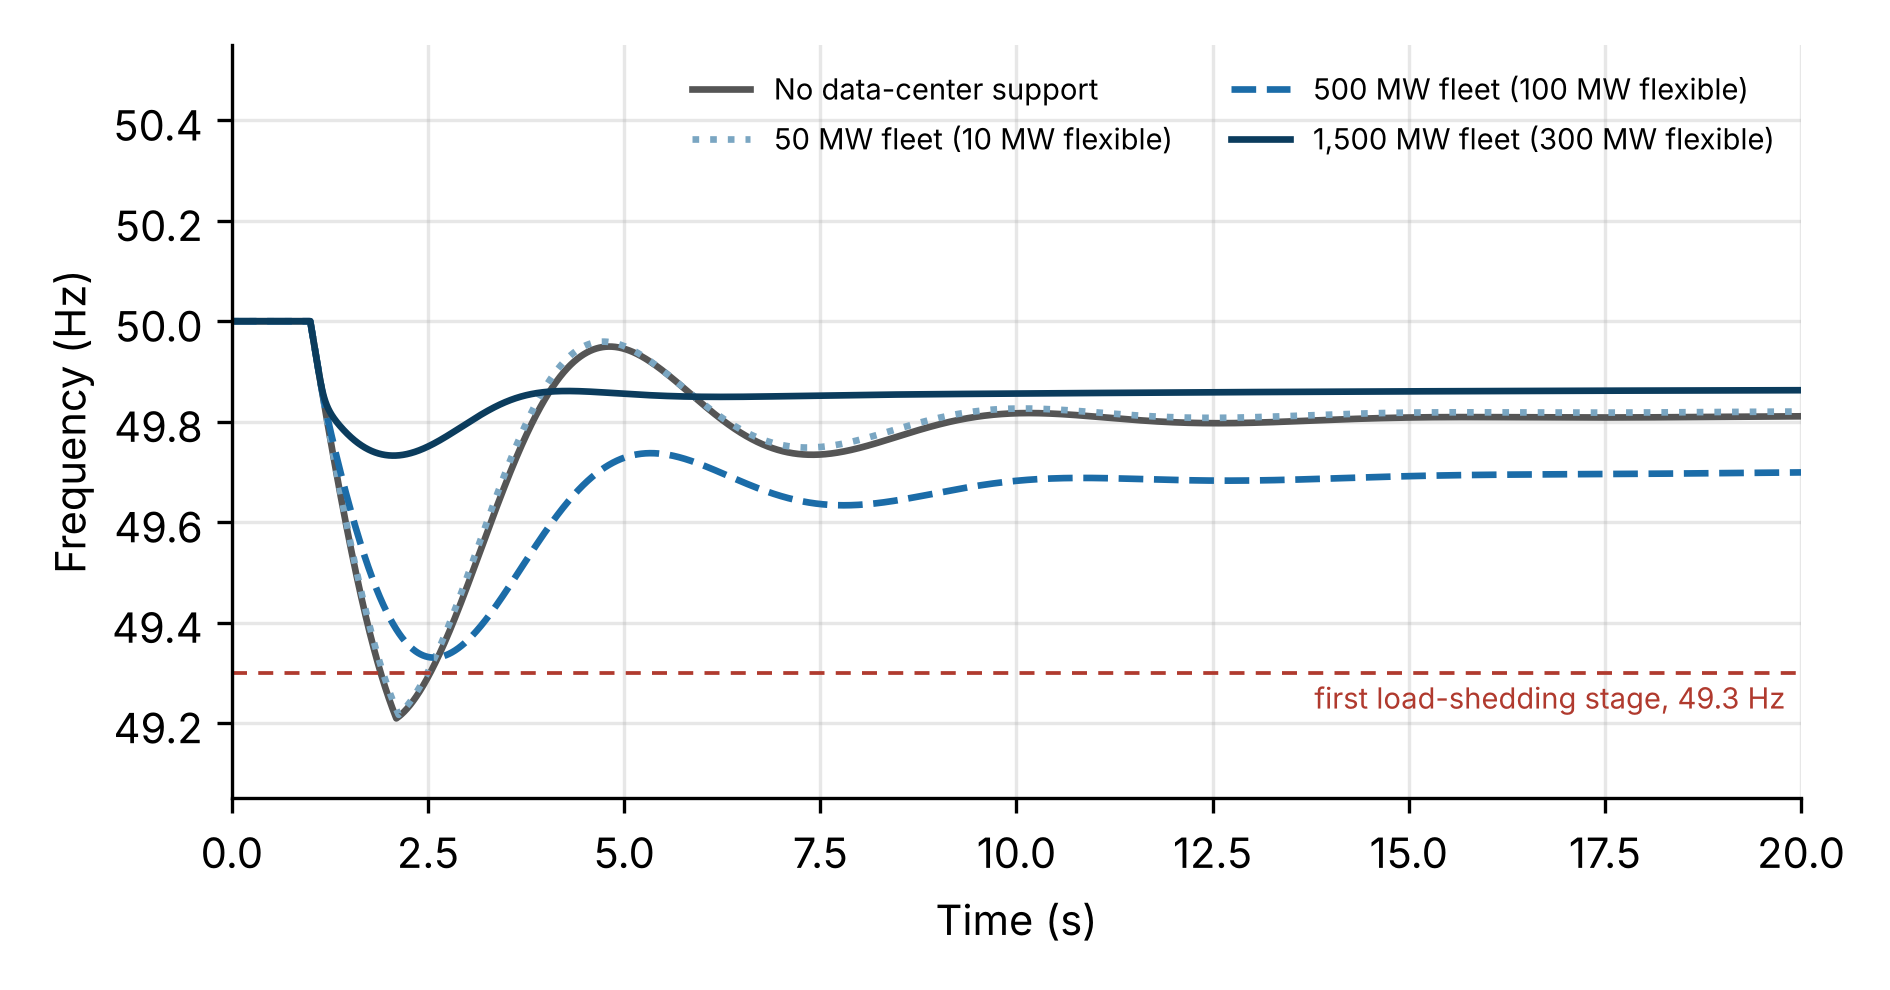 No data-center support
50 MW fleet (10 MW flexible)
500 MW fleet (100 MW flexible)
1,500 MW fleet (300 MW flexible)
Frequency (Hz)
50.4
50.2
50.0
49.8
49.6
49.4
49.2
first load-shedding stage, 49.3 Hz
0.0 2.5 5.0 7.5 10.0 12.5 15.0 17.5 20.0
Time (s)